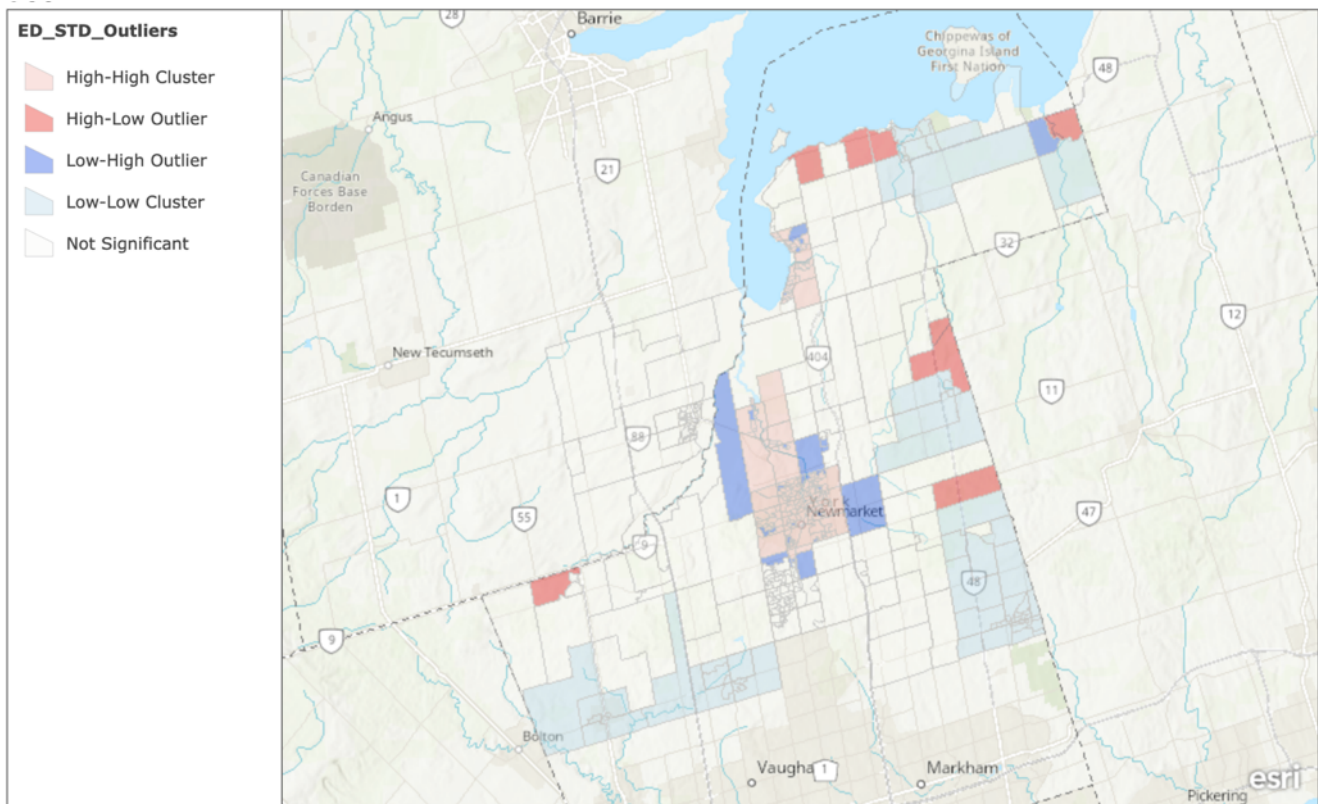 ED_STD_Outliers
High-High Cluster
High-Low Outlier
Low-High Outlier
Low-Low Cluster
Not Significant
28
Barrie
Chippewas of
Georgina Island
First Nation
48
Angus
21
Canadian
Forces Base
Borden
32
12
New Tecumseth
404
11
88
1
55
York
Newmarket
47
9
48
9
Bolton
Vaugha
1
Markham
esri
Pickering